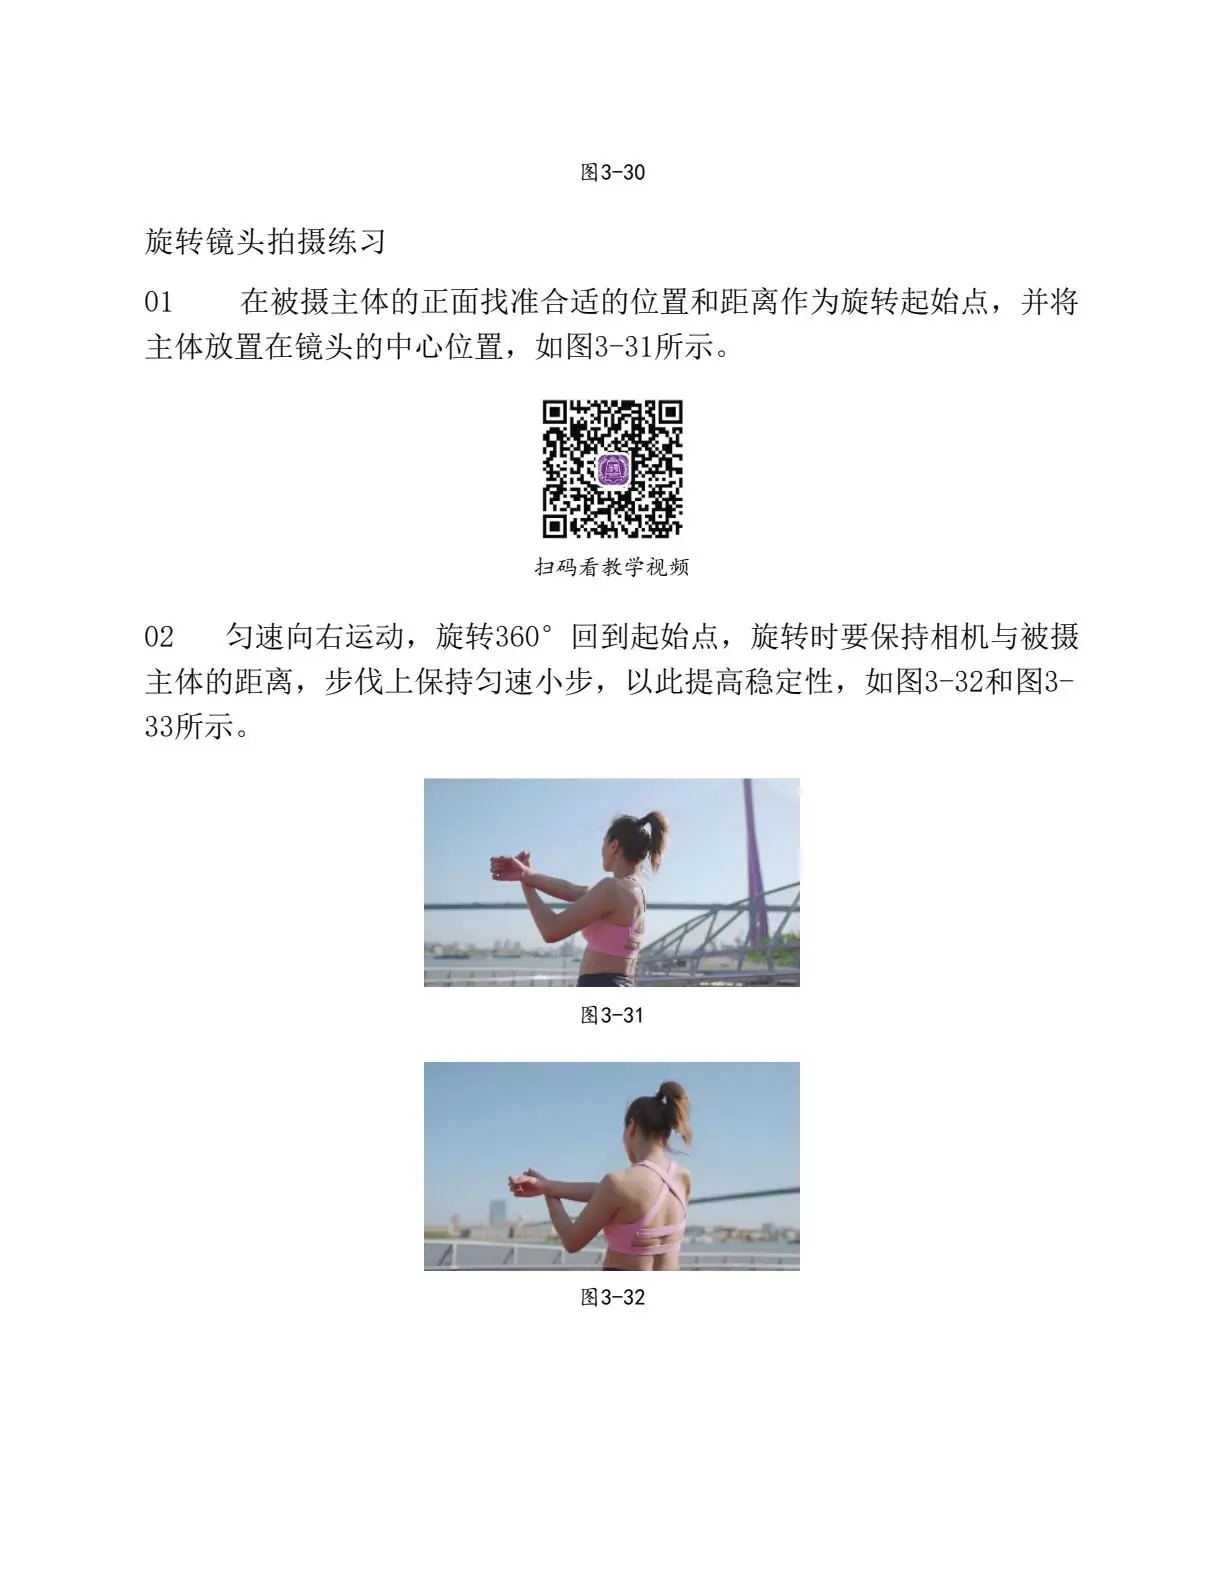 图3-30
旋转镜头拍摄练习
01 在被摄主体的正面找准合适的位置和距离作为旋转起始点，并将
主体放置在镜头的中心位置，如图3-31所示。
扫码看教学视频
02 匀速向右运动，旋转360°回到起始点，旋转时要保持相机与被摄
主体的距离，步伐上保持匀速小步，以此提高稳定性，如图3-32和图3-
33所示。
图3-31
图3-32